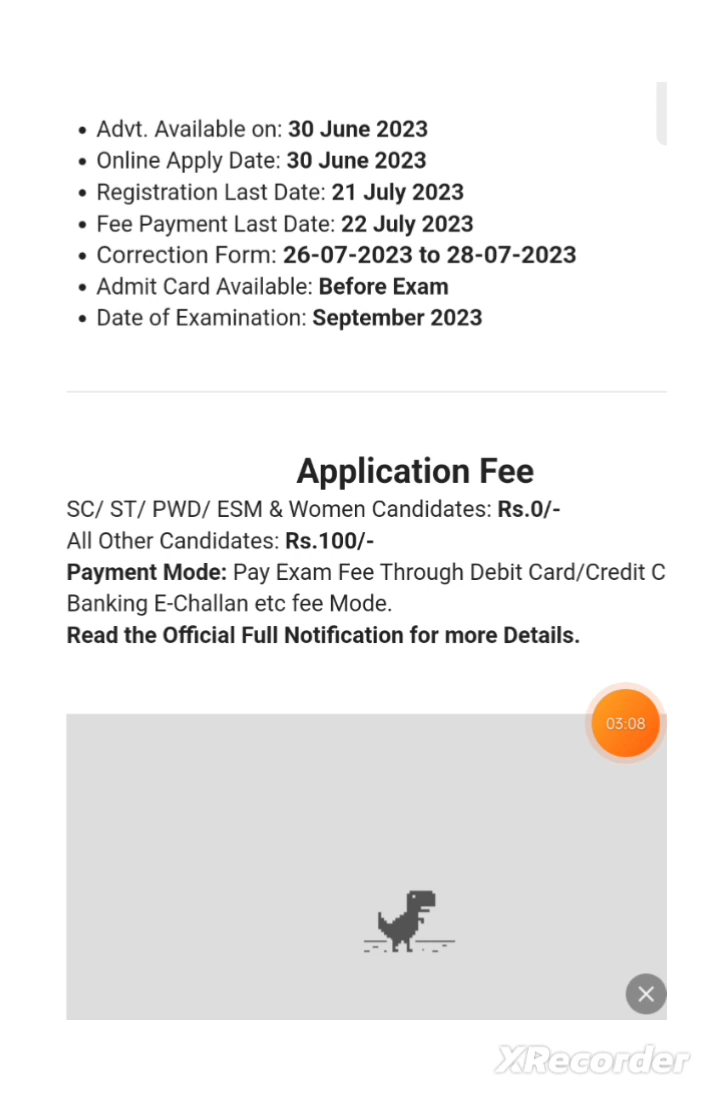 Advt. Available on: 30 June 2023
Online Apply Date: 30 June 2023
Registration Last Date: 21 July 2023
Fee Payment Last Date: 22 July 2023
Correction Form: 26-07-2023 to 28-07-2023
Admit Card Available: Before Exam
Date of Examination: September 2023
Application Fee
SC/ ST/ PWD/ ESM & Women Candidates: Rs.0/-
All Other Candidates: Rs.100/-
Payment Mode: Pay Exam Fee Through Debit Card/Credit C
Banking E-Challan etc fee Mode.
Read the Official Full Notification for more Details.
03:08
XRecorder